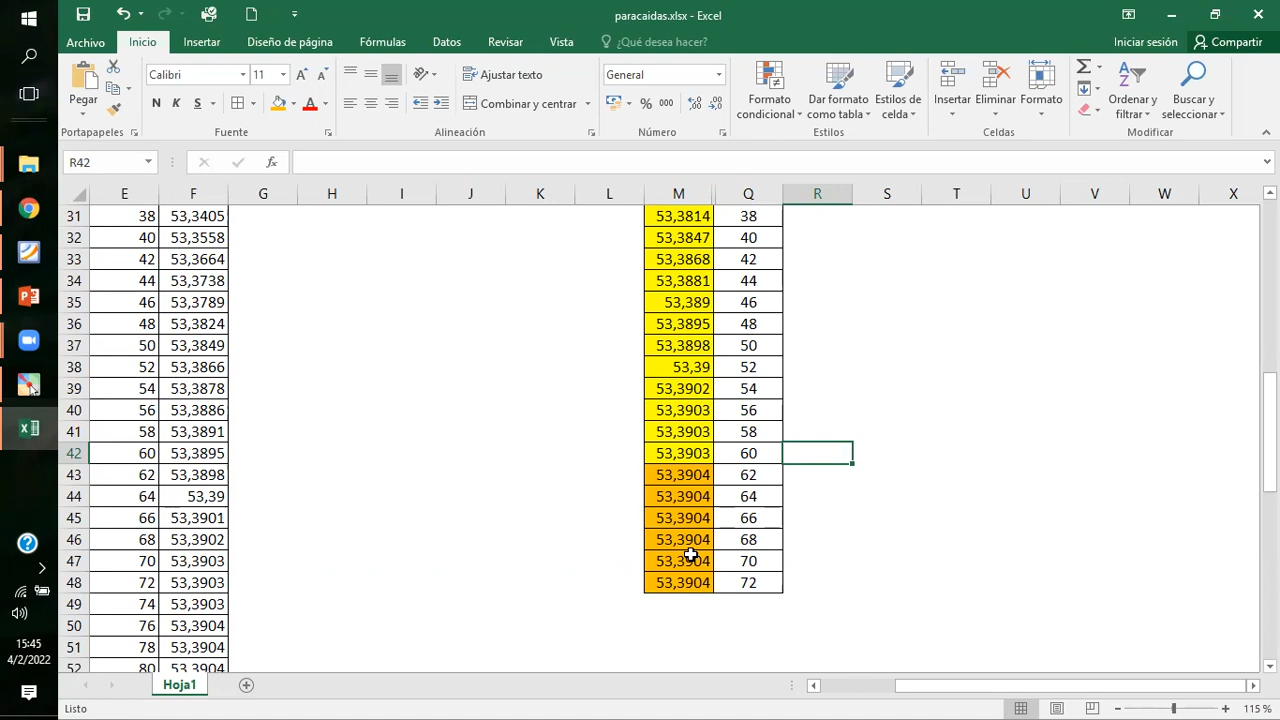 paracaidas.xlsx - Excel
Archivo Inicio Insertar Diseño de página Fórmulas Datos Revisar Vista ¿Qué desea hacer? Iniciar sesión Compartir
Calibri 11 Ajustar texto General
Pegar N K S Combinar y centrar % 000 Formato condicional Dar formato como tabla Estilos de celda Insertar Eliminar Formato Ordenar y filtrar Buscar y seleccionar
Portapapeles Fuente Alineación Número Estilos Celdas Modificar
R42 fx
E F G H I J K L M Q R S T U V W X
31 38 53,3405 53,3814 38
32 40 53,3558 53,3847 40
33 42 53,3664 53,3868 42
34 44 53,3738 53,3881 44
35 46 53,3789 53,389 46
36 48 53,3824 53,3895 48
37 50 53,3849 53,3898 50
38 52 53,3866 53,39 52
39 54 53,3878 53,3902 54
40 56 53,3886 53,3903 56
41 58 53,3891 53,3903 58
42 60 53,3895 53,3903 60
43 62 53,3898 53,3904 62
44 64 53,39 53,3904 64
45 66 53,3901 53,3904 66
46 68 53,3902 53,3904 68
47 70 53,3903 53,3904 70
48 72 53,3903 53,3904 72
49 74 53,3903
50 76 53,3904
51 78 53,3904
52 80 53,3904
Hoja1
Listo 115 %
15:45
4/2/2022